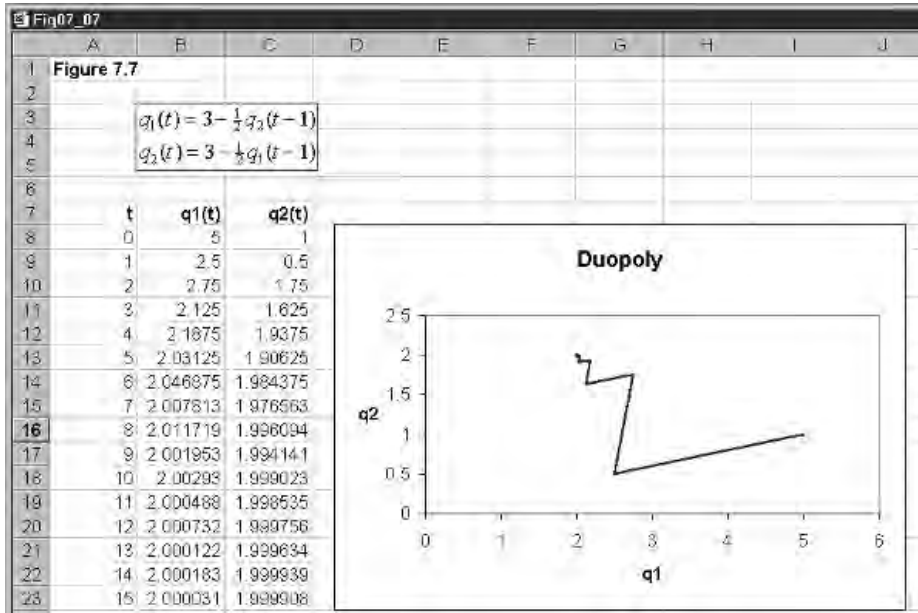 Fig07_07
A B C D E F G H I J
1 Figure 7.7
2
3 q₁(t) = 3 − ½ q₂(t − 1)
4
5 q₂(t) = 3 − ½ q₁(t − 1)
6
7 t q1(t) q2(t)
8 0 5 1
9 1 2.5 0.5
10 2 2.75 1.75
11 3 2.125 1.625
12 4 2.1875 1.9375
13 5 2.03125 1.90625
14 6 2.046875 1.984375
15 7 2.007813 1.976563
16 8 2.011719 1.996094
17 9 2.001953 1.994141
18 10 2.00293 1.999023
19 11 2.000488 1.998535
20 12 2.000732 1.999756
21 13 2.000122 1.999634
22 14 2.000183 1.999939
23 15 2.000031 1.999908
Duopoly
2.5
2
1.5
q2
1
0.5
0
0 1 2 3 4 5 6
q1